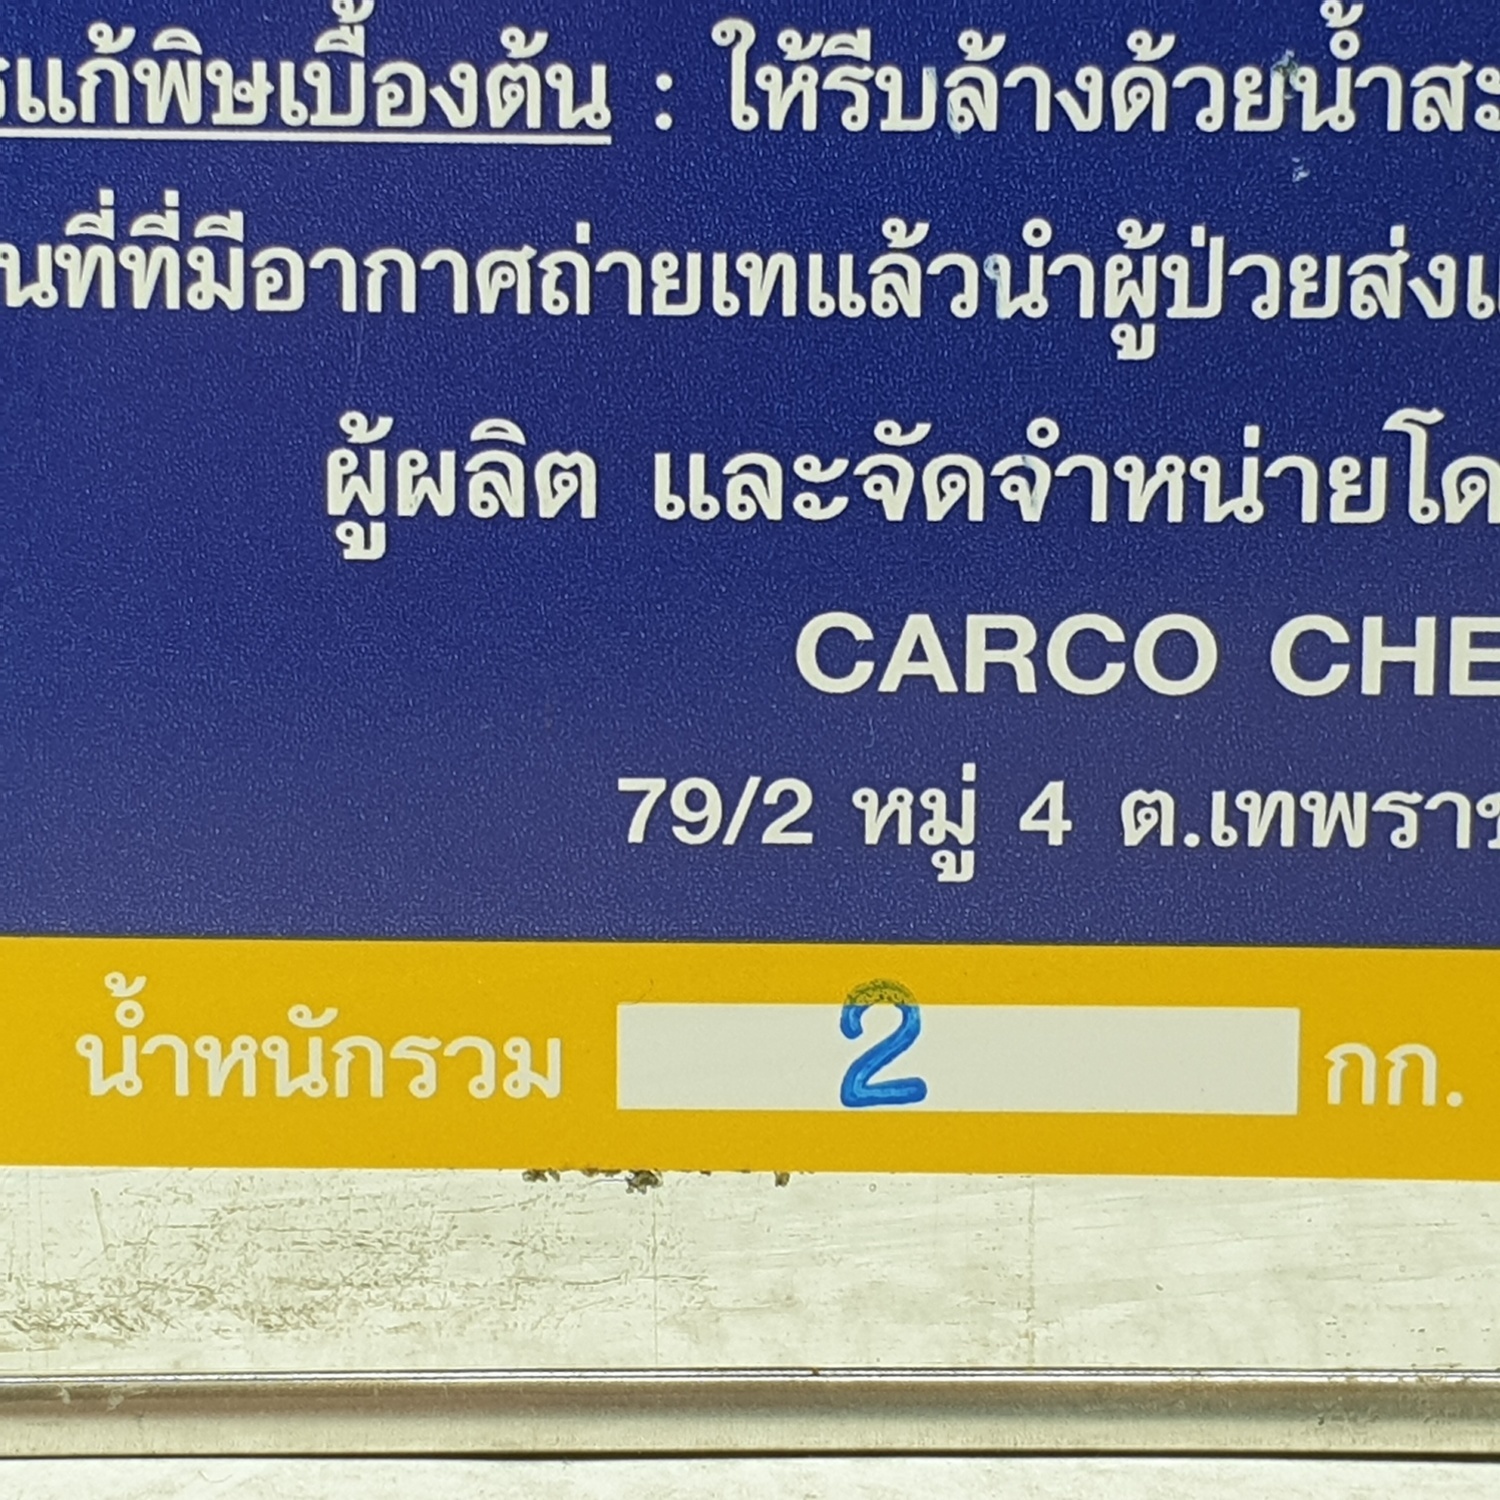 รแก้พิษเบื้องต้น : ให้รีบล้างด้วยน้ำสะ
นที่ที่มีอากาศถ่ายเทแล้วนำผู้ป่วยส่งแ
ผู้ผลิต และจัดจำหน่ายโด
CARCO CHE
79/2 หมู่ 4 ต.เทพราช
น้ำหนักรวม 2 กก.